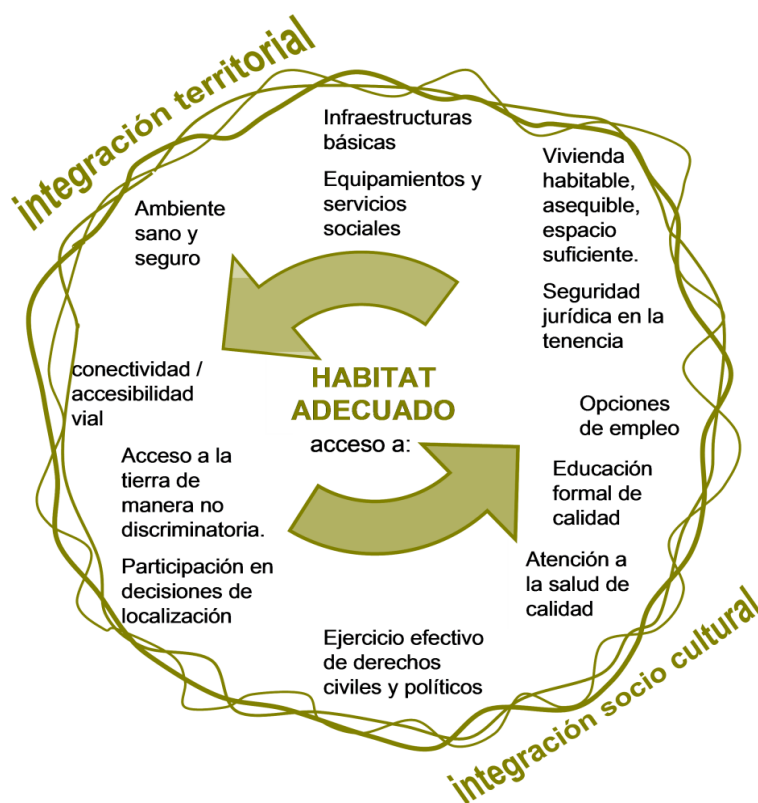 integración territorial
Infraestructuras
básicas
Equipamientos y
servicios
sociales
Vivienda
habitable,
asequible,
espacio
suficiente.
Seguridad
jurídica en la
tenencia
Ambiente
sano y
seguro
conectividad /
accesibilidad
vial
HABITAT
ADECUADO
acceso a:
Opciones
de empleo
Educación
formal de
calidad
Atención a
la salud de
calidad
Acceso a la
tierra de
manera no
discriminatoria.
Participación en
decisiones de
localización
Ejercicio efectivo
de derechos
civiles y políticos
integración socio cultural